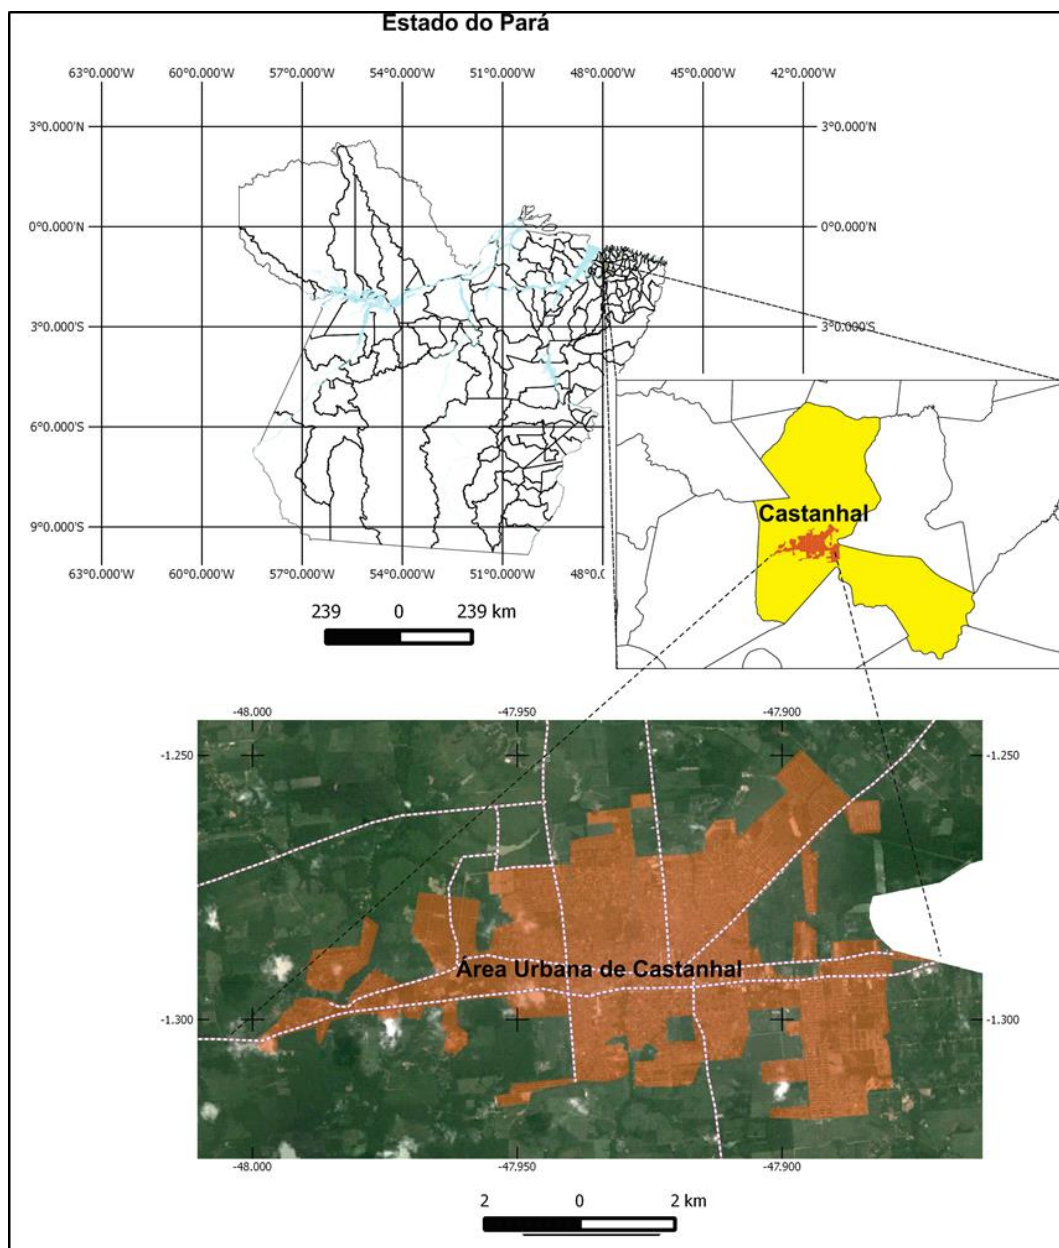 Estado do Pará
63°0.000'W 60°0.000'W 57°0.000'W 54°0.000'W 51°0.000'W 48°0.000'W 45°0.000'W 42°0.000'W
3°0.000'N 3°0.000'N
0°0.000'N 0°0.000'N
3°0.000'S 3°0.000'S
6°0.000'S
Castanhal
9°0.000'S
63°0.000'W 60°0.000'W 57°0.000'W 54°0.000'W 51°0.000'W 48°0.0
239 0 239 km
-48.000 -47.950 -47.900
-1.250 -1.250
Área Urbana de Castanhal
-1.300 -1.300
-48.000 -47.950 -47.900
2 0 2 km